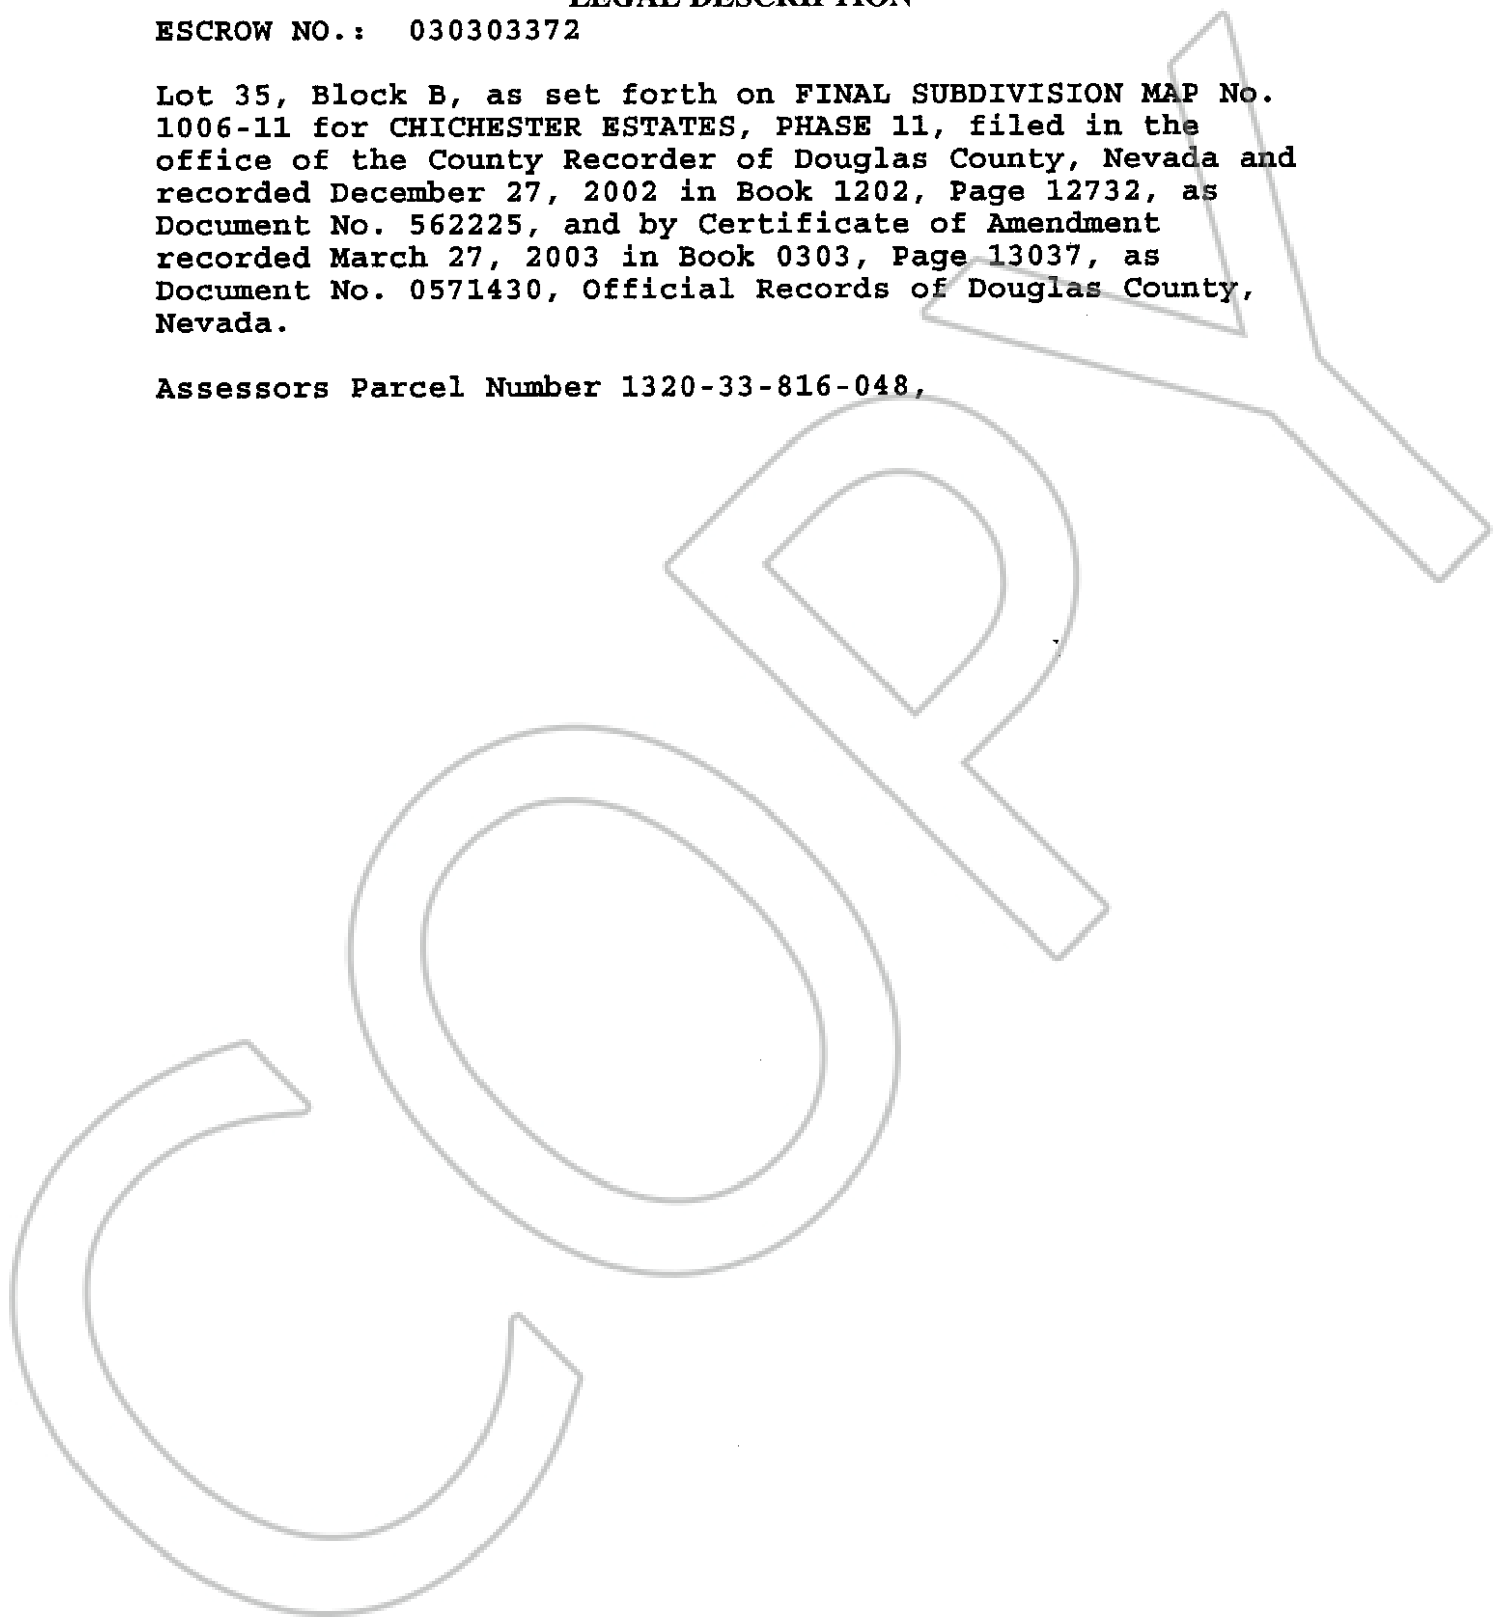 LEGAL DESCRIPTION
ESCROW NO.: 030303372
Lot 35, Block B, as set forth on FINAL SUBDIVISION MAP No.
1006-11 for CHICHESTER ESTATES, PHASE 11, filed in the
office of the County Recorder of Douglas County, Nevada and
recorded December 27, 2002 in Book 1202, Page 12732, as
Document No. 562225, and by Certificate of Amendment
recorded March 27, 2003 in Book 0303, Page 13037, as
Document No. 0571430, Official Records of Douglas County,
Nevada.
Assessors Parcel Number 1320-33-816-048,
COPY